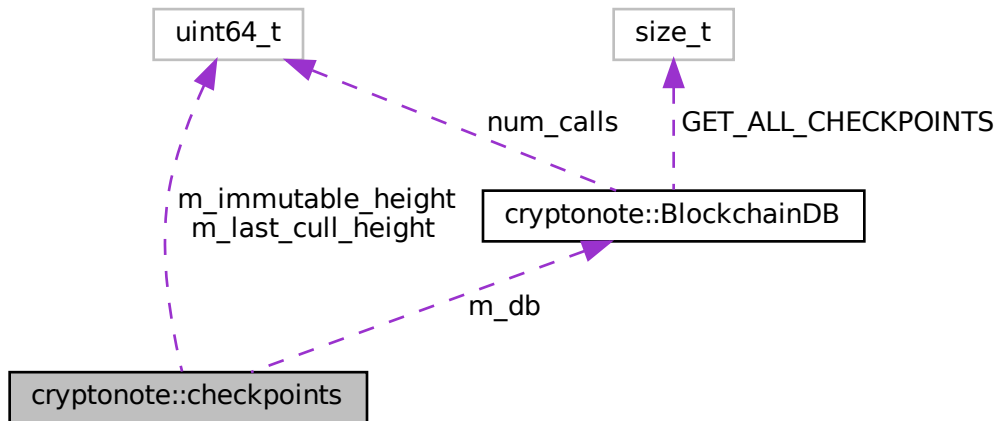 uint64_t
size_t
num_calls
GET_ALL_CHECKPOINTS
m_immutable_height
m_last_cull_height
cryptonote::BlockchainDB
m_db
cryptonote::checkpoints